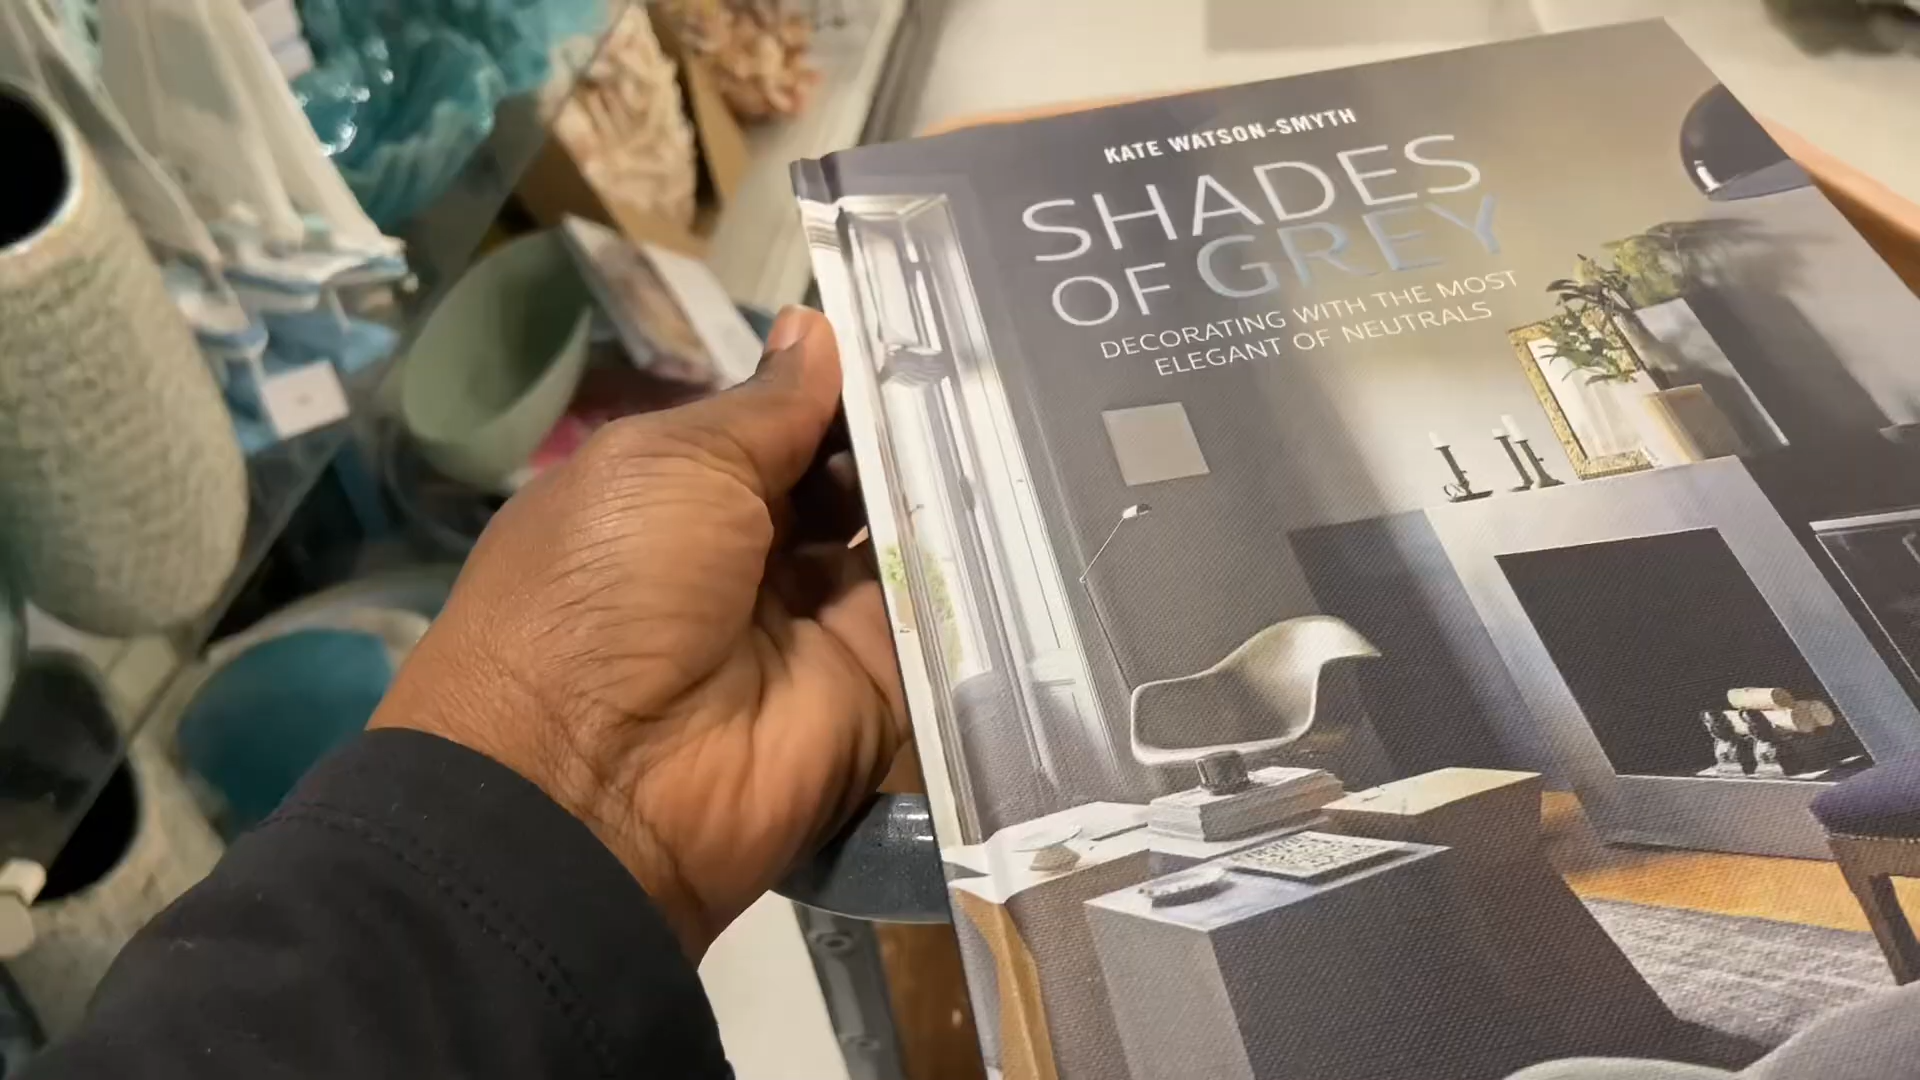 KATE WATSON-SMYTH
SHADES
OF GREY
DECORATING WITH THE MOST
ELEGANT OF NEUTRALS